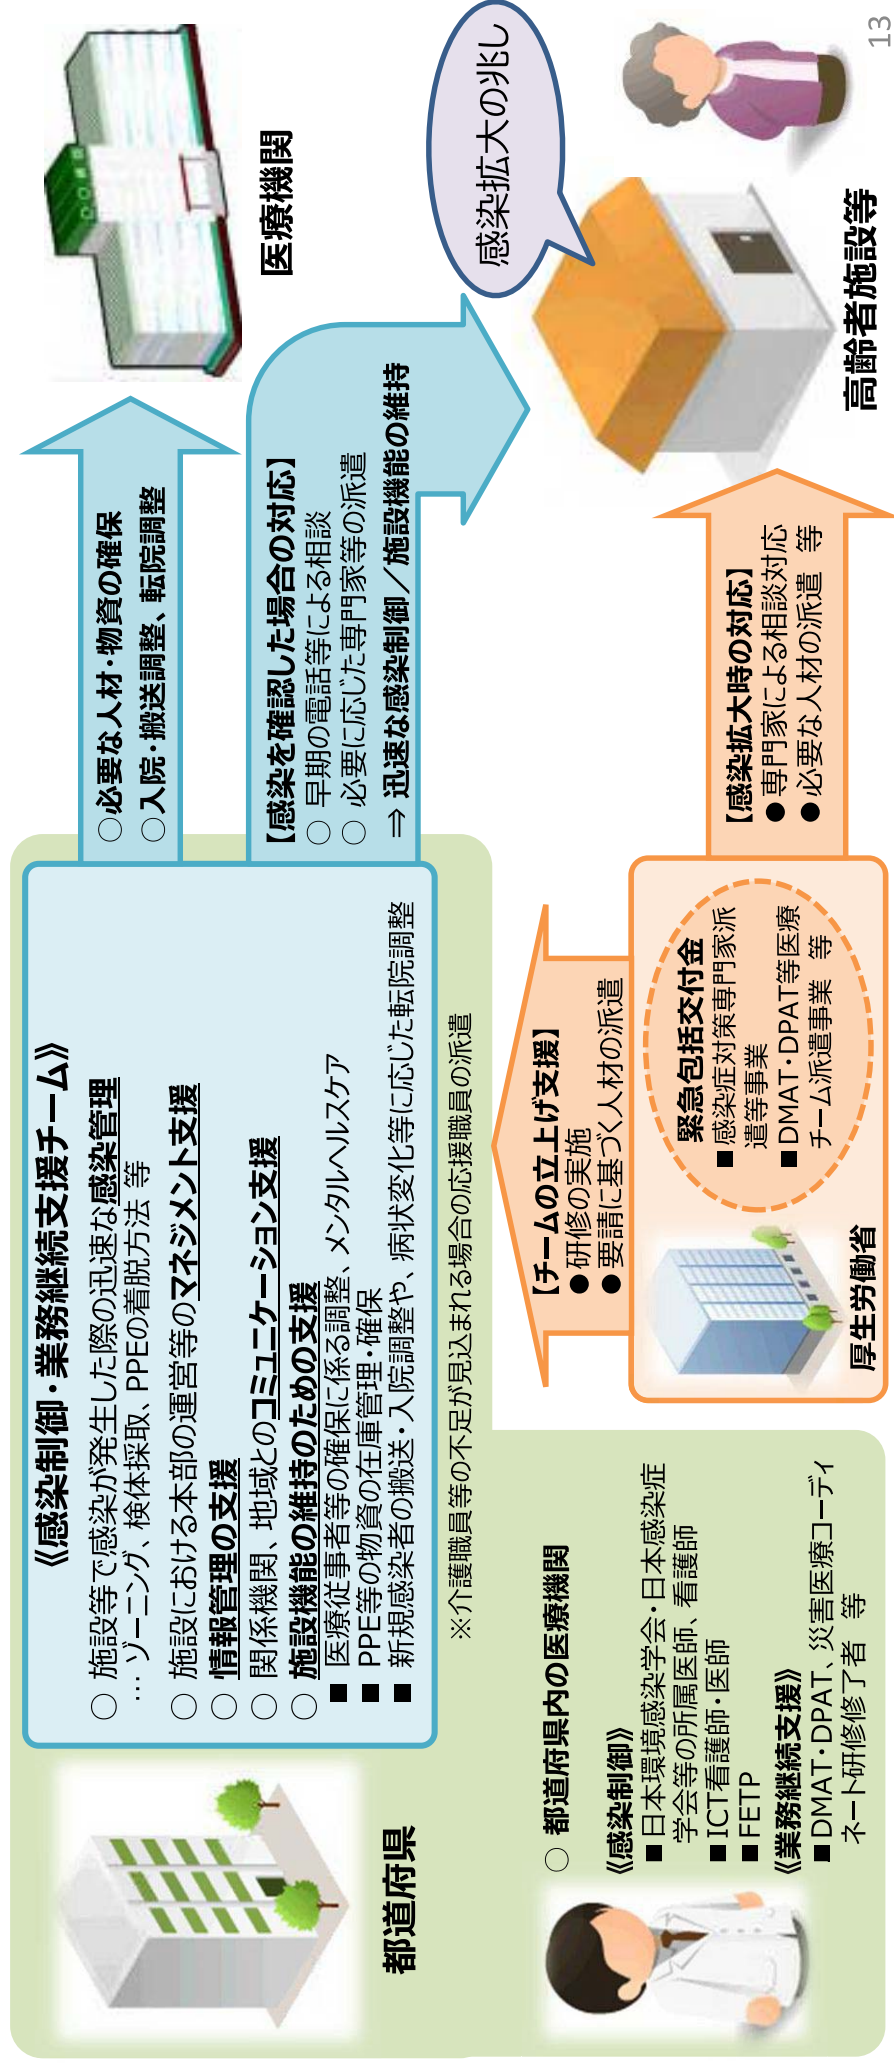 《感染制御・業務継続支援チーム》
○ 施設等で感染が発生した際の迅速な感染管理
… ゾーニング、検体採取、PPEの着脱方法 等
○ 施設における本部の運営等のマネジメント支援
○ 情報管理の支援
○ 関係機関、地域とのコミュニケーション支援
○ 施設機能の維持のための支援
■ 医療従事者等の確保に係る調整、メンタルヘルスケア
■ PPE等の物資の在庫管理・確保
■ 新規感染者の搬送・入院調整や、病状変化等に応じた転院調整
都道府県
※介護職員等の不足が見込まれる場合の応援職員の派遣
○ 都道府県内の医療機関
《感染制御》
■ 日本環境感染学会・日本感染症
学会等の所属医師、看護師
■ ICT看護師・医師
■ FETP
《業務継続支援》
■ DMAT・DPAT、災害医療コーディ
ネート研修修了者 等
○必要な人材・物資の確保
○入院・搬送調整、転院調整
医療機関
【感染を確認した場合の対応】
○ 早期の電話等による相談
○ 必要に応じた専門家等の派遣
⇒ 迅速な感染制御／施設機能の維持
感染拡大の兆し
高齢者施設等
【チームの立上げ支援】
● 研修の実施
● 要請に基づく人材の派遣
緊急包括交付金
■ 感染症対策専門家派
遣等事業
■ DMAT・DPAT等医療
チーム派遣事業 等
厚生労働省
【感染拡大時の対応】
● 専門家による相談対応
● 必要な人材の派遣 等
13